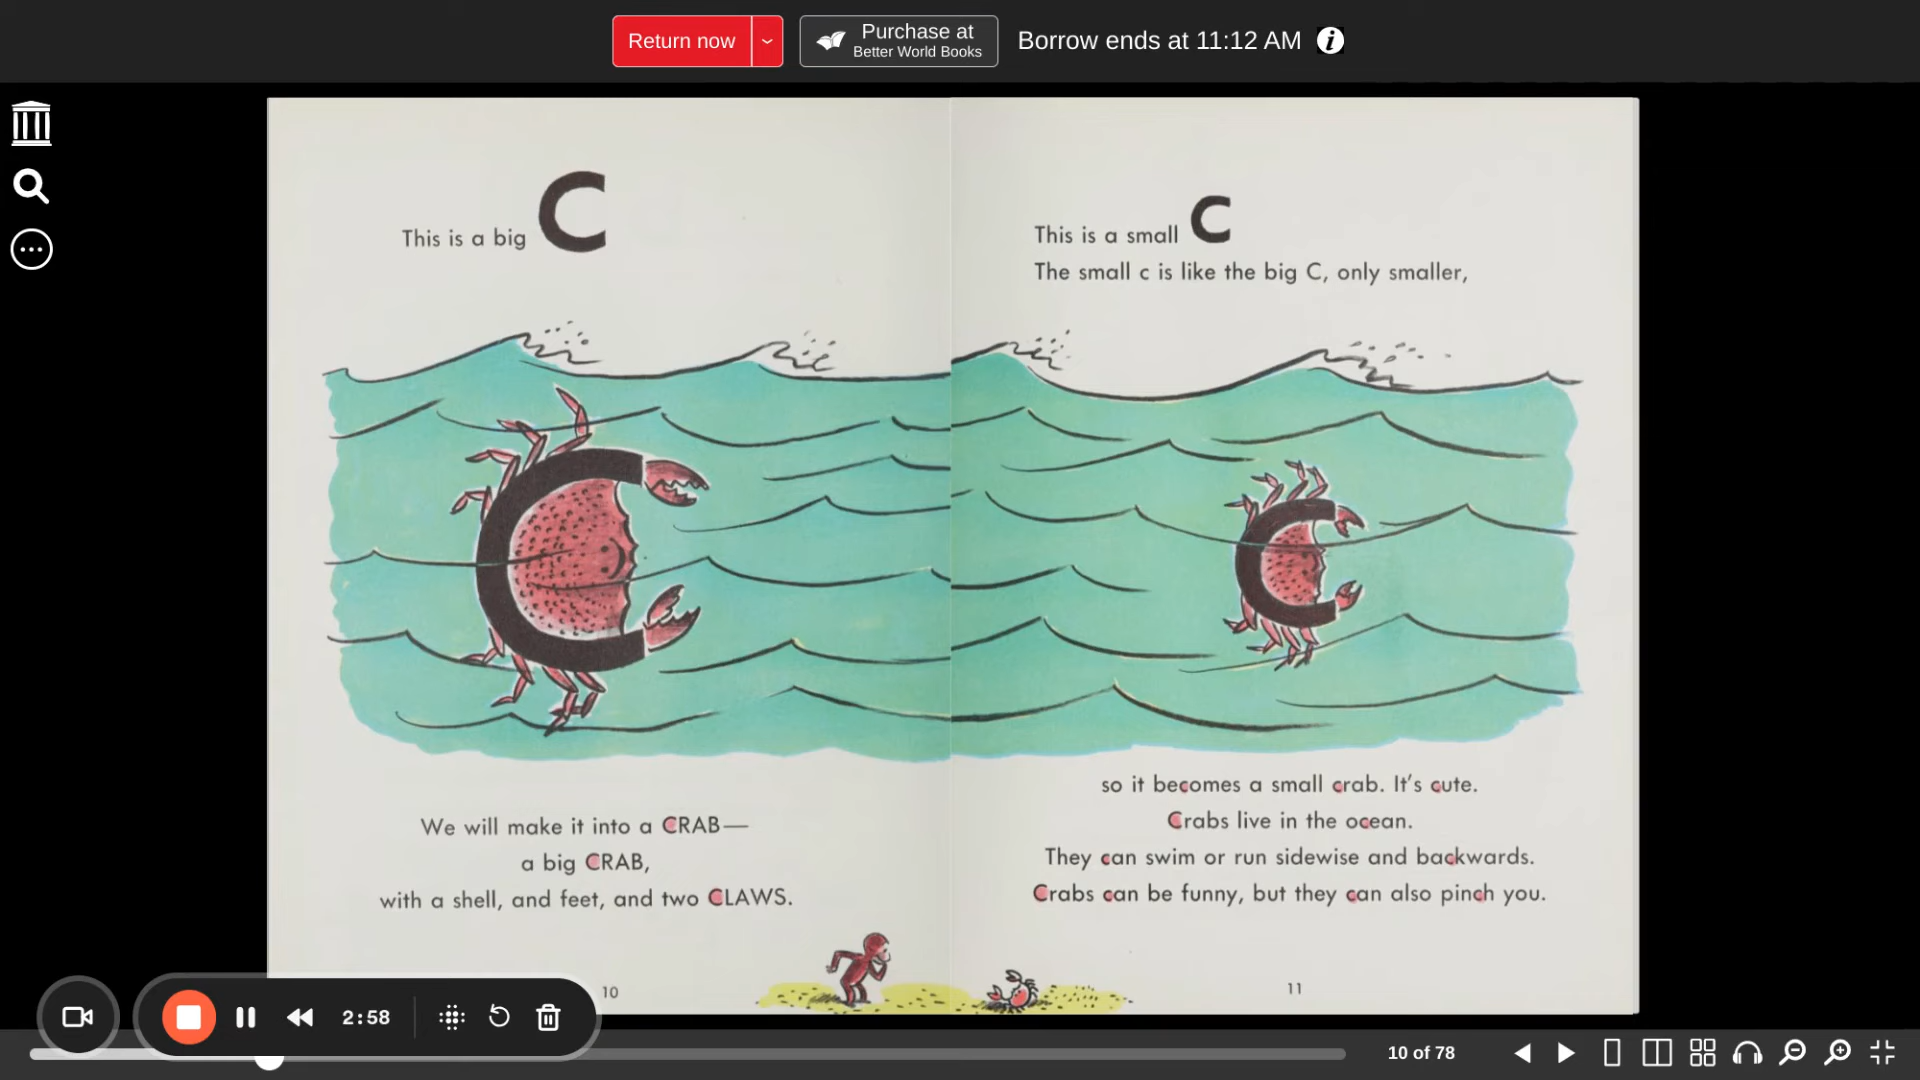 Return now
Purchase at
Better World Books
Borrow ends at 11:12 AM
This is a big C
We will make it into a CRAB—
a big CRAB,
with a shell, and feet, and two CLAWS.
10
This is a small c
The small c is like the big C, only smaller,
so it becomes a small crab. It's cute.
Crabs live in the ocean.
They can swim or run sidewise and backwards.
Crabs can be funny, but they can also pinch you.
11
2:58
10 of 78